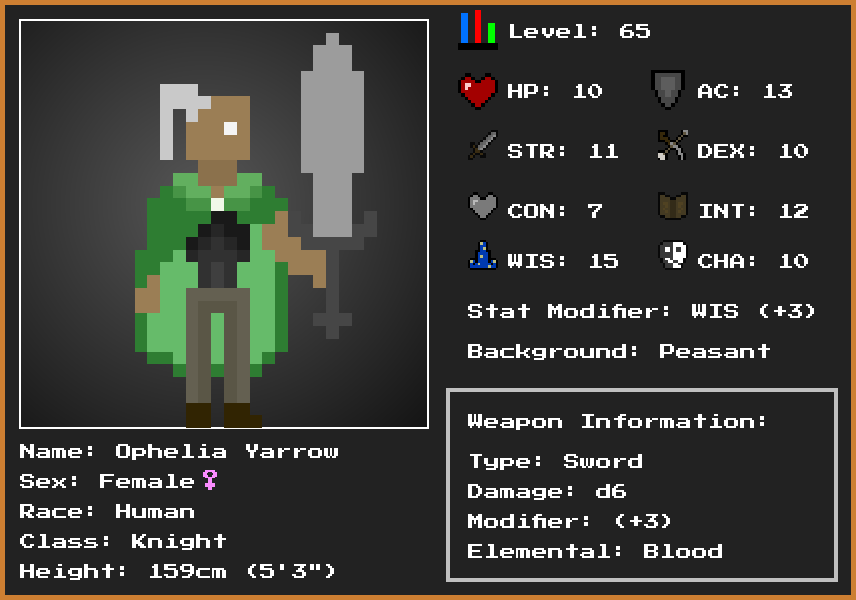 Level: 65
HP: 10 AC: 13
STR: 11 DEX: 10
CON: 7 INT: 12
WIS: 15 CHA: 10
Stat Modifier: WIS (+3)
Background: Peasant
Weapon Information:
Type: Sword
Damage: d6
Modifier: (+3)
Elemental: Blood
Name: Ophelia Yarrow
Sex: Female♀
Race: Human
Class: Knight
Height: 159cm (5'3")